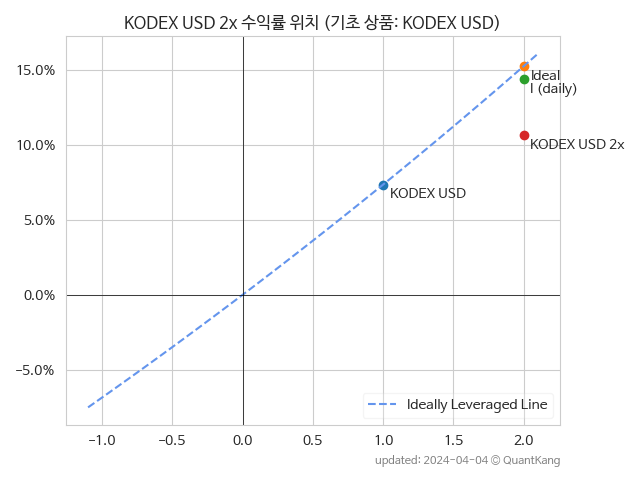 KODEX USD 2x 수익률 위치 (기초 상품: KODEX USD)
15.0%
10.0%
5.0%
0.0%
−5.0%
Ideal
I (daily)
KODEX USD 2x
KODEX USD
Ideally Leveraged Line
−1.0 −0.5 0.0 0.5 1.0 1.5 2.0
updated: 2024-04-04 © QuantKang